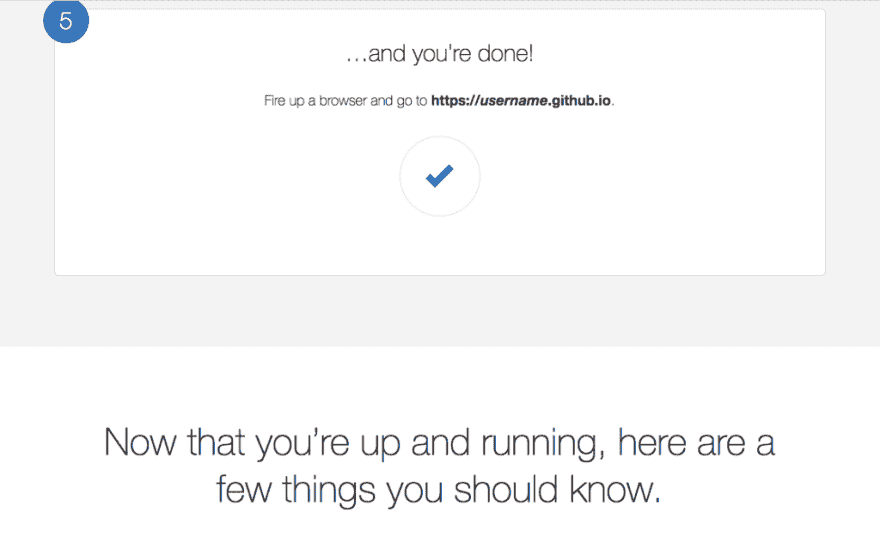 5
…and you're done!
Fire up a browser and go to https://username.github.io.
Now that you're up and running, here are a
few things you should know.